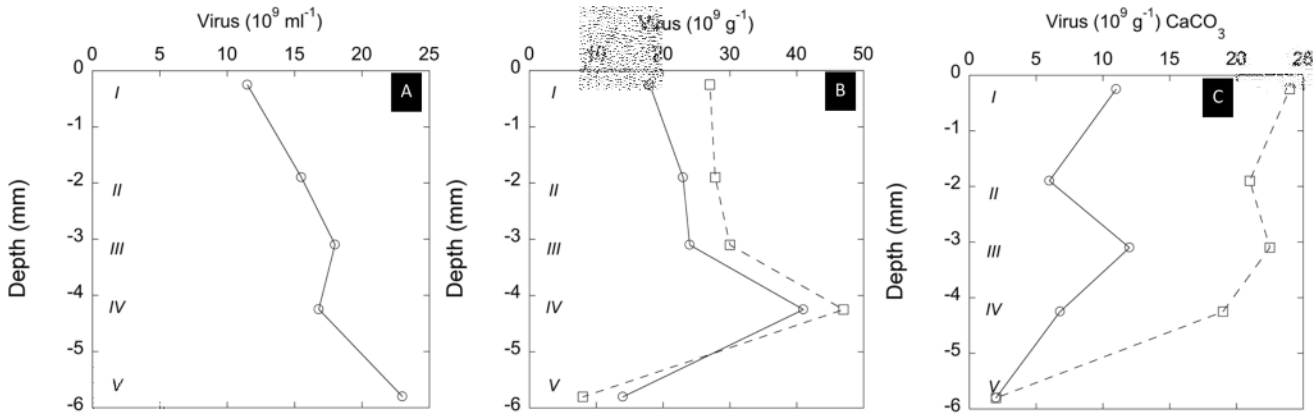 Virus (10⁹ ml⁻¹)
0 5 10 15 20 25
0
-1
-2
-3
-4
-5
-6
Depth (mm)
I
II
III
IV
V
A
Virus (10⁹ g⁻¹)
0 10 20 30 40 50
0
-1
-2
-3
-4
-5
-6
Depth (mm)
I
II
III
IV
V
B
Virus (10⁹ g⁻¹) CaCO₃
0 5 10 15 20 25
0
-1
-2
-3
-4
-5
-6
Depth (mm)
I
II
III
IV
V
C